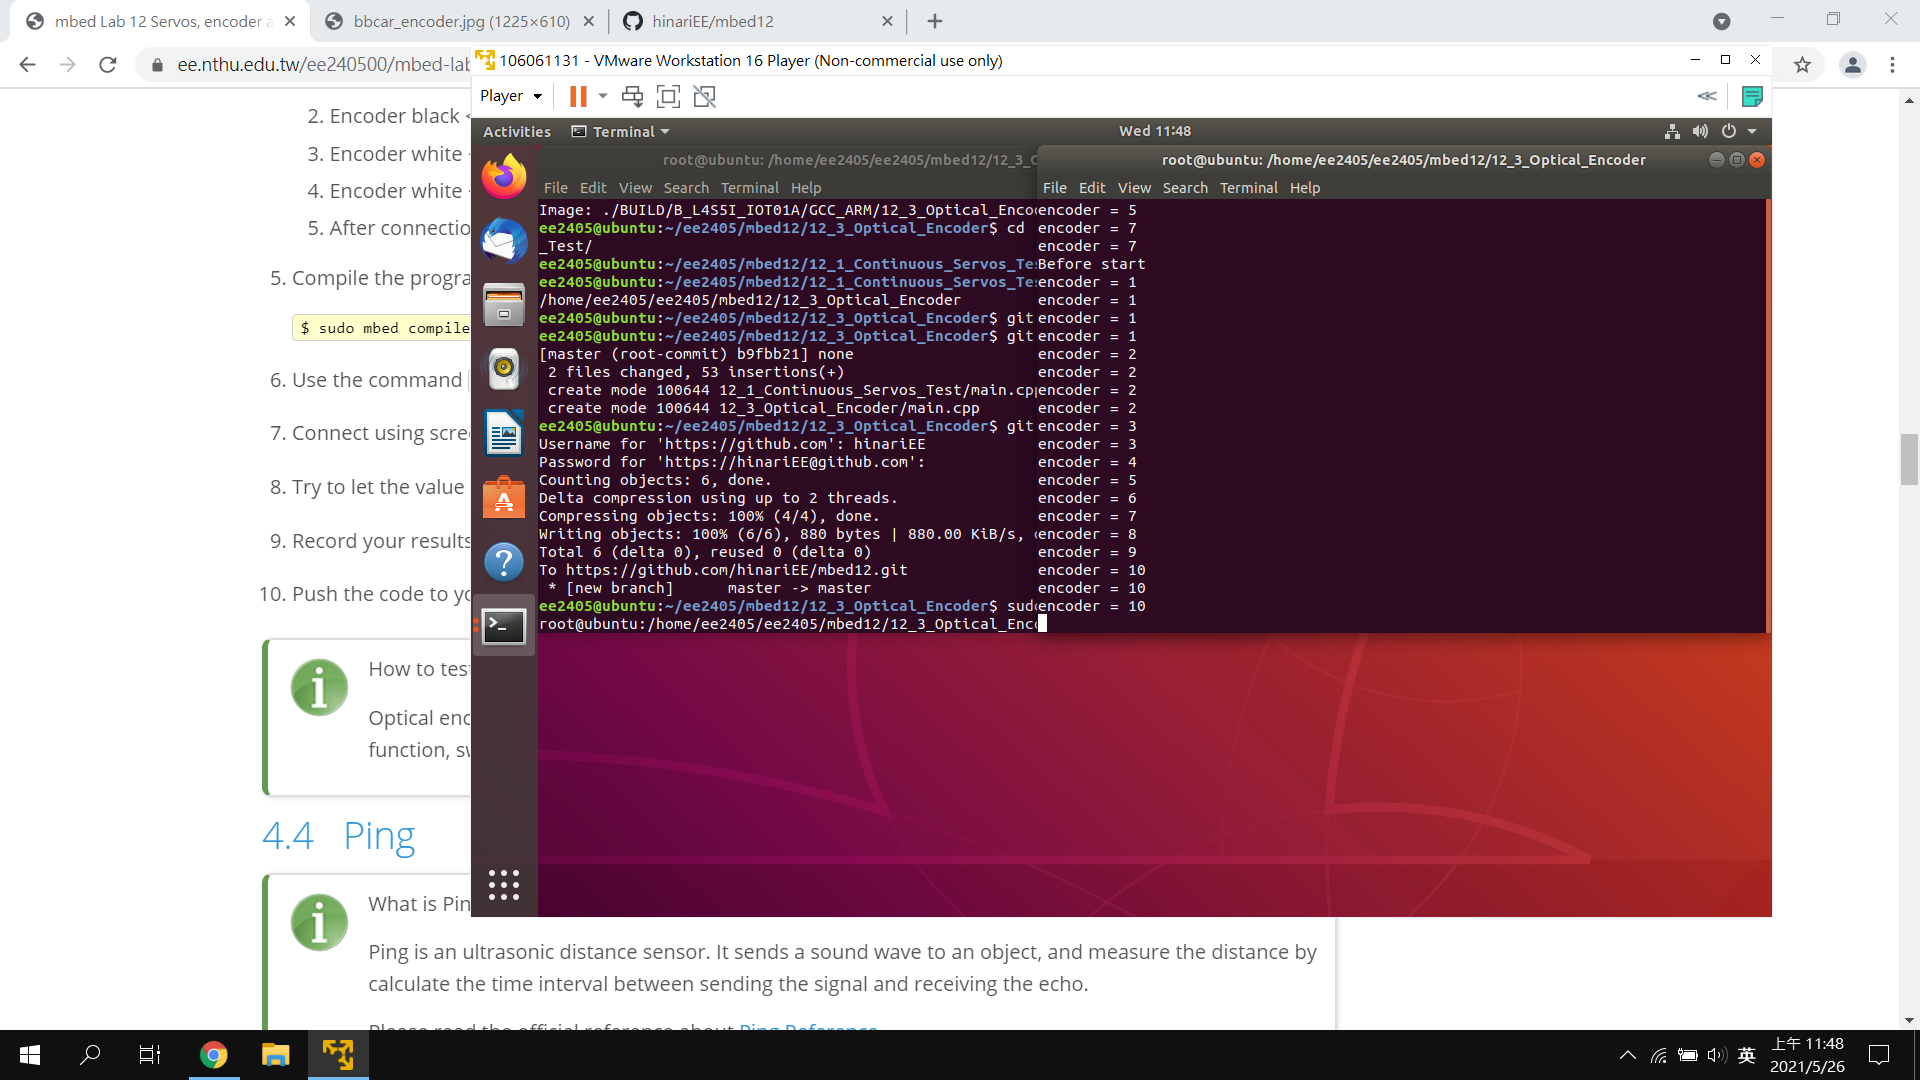 mbed Lab 12 Servos, encoder a
bbcar_encoder.jpg (1225×610)
hinariEE/mbed12
ee.nthu.edu.tw/ee240500/mbed-lab
106061131 - VMware Workstation 16 Player (Non-commercial use only)
Player
Activities
Terminal
Wed 11:48
root@ubuntu: /home/ee2405/ee2405/mbed12/12_3_O
File Edit View Search Terminal Help
Image: ./BUILD/B_L4S5I_IOT01A/GCC_ARM/12_3_Optical_Enco
ee2405@ubuntu:~/ee2405/mbed12/12_3_Optical_Encoder$ cd
_Test/
ee2405@ubuntu:~/ee2405/mbed12/12_1_Continuous_Servos_Te
ee2405@ubuntu:~/ee2405/mbed12/12_1_Continuous_Servos_Te
/home/ee2405/ee2405/mbed12/12_3_Optical_Encoder
ee2405@ubuntu:~/ee2405/mbed12/12_3_Optical_Encoder$ git
ee2405@ubuntu:~/ee2405/mbed12/12_3_Optical_Encoder$ git
[master (root-commit) b9fbb21] none
2 files changed, 53 insertions(+)
create mode 100644 12_1_Continuous_Servos_Test/main.cp
create mode 100644 12_3_Optical_Encoder/main.cpp
ee2405@ubuntu:~/ee2405/mbed12/12_3_Optical_Encoder$ git
Username for 'https://github.com': hinariEE
Password for 'https://hinariEE@github.com':
Counting objects: 6, done.
Delta compression using up to 2 threads.
Compressing objects: 100% (4/4), done.
Writing objects: 100% (6/6), 880 bytes | 880.00 KiB/s,
Total 6 (delta 0), reused 0 (delta 0)
To https://github.com/hinariEE/mbed12.git
* [new branch] master -> master
ee2405@ubuntu:~/ee2405/mbed12/12_3_Optical_Encoder$ sud
root@ubuntu:/home/ee2405/ee2405/mbed12/12_3_Optical_Enc
root@ubuntu: /home/ee2405/ee2405/mbed12/12_3_Optical_Encoder
File Edit View Search Terminal Help
encoder = 5
encoder = 7
encoder = 7
Before start
encoder = 1
encoder = 1
encoder = 1
encoder = 1
encoder = 2
encoder = 2
encoder = 2
encoder = 2
encoder = 3
encoder = 3
encoder = 4
encoder = 5
encoder = 6
encoder = 7
encoder = 8
encoder = 9
encoder = 10
encoder = 10
encoder = 10
2. Encoder black <
3. Encoder white
4. Encoder white
5. After connectio
5. Compile the progra
$ sudo mbed compile
6. Use the command
7. Connect using scre
8. Try to let the value
9. Record your results
10. Push the code to yo
How to tes
Optical enc
function, sw
4.4 Ping
What is Pin
Ping is an ultrasonic distance sensor. It sends a sound wave to an object, and measure the distance by
calculate the time interval between sending the signal and receiving the echo.
Please read the official reference about Ping Reference
英
上午 11:48
2021/5/26